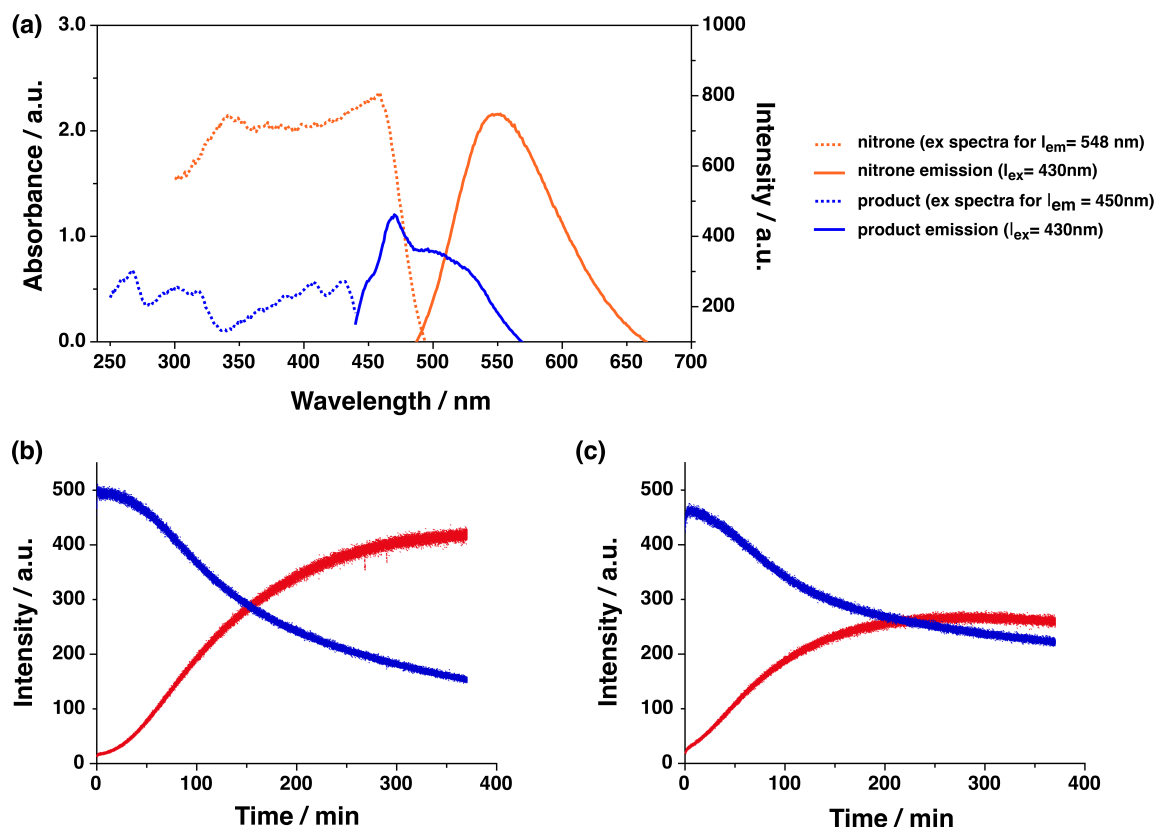 (a)
3.0
2.0
1.0
0.0
Absorbance / a.u.
1000
800
600
400
200
Intensity / a.u.
250 300 350 400 450 500 550 600 650 700
Wavelength / nm
nitrone (ex spectra for lem= 548 nm)
nitrone emission (lex= 430nm)
product (ex spectra for lem = 450nm)
product emission (lex= 430nm)
(b)
500
400
300
200
100
0
Intensity / a.u.
0 100 200 300 400
Time / min
(c)
500
400
300
200
100
0
Intensity / a.u.
0 100 200 300 400
Time / min